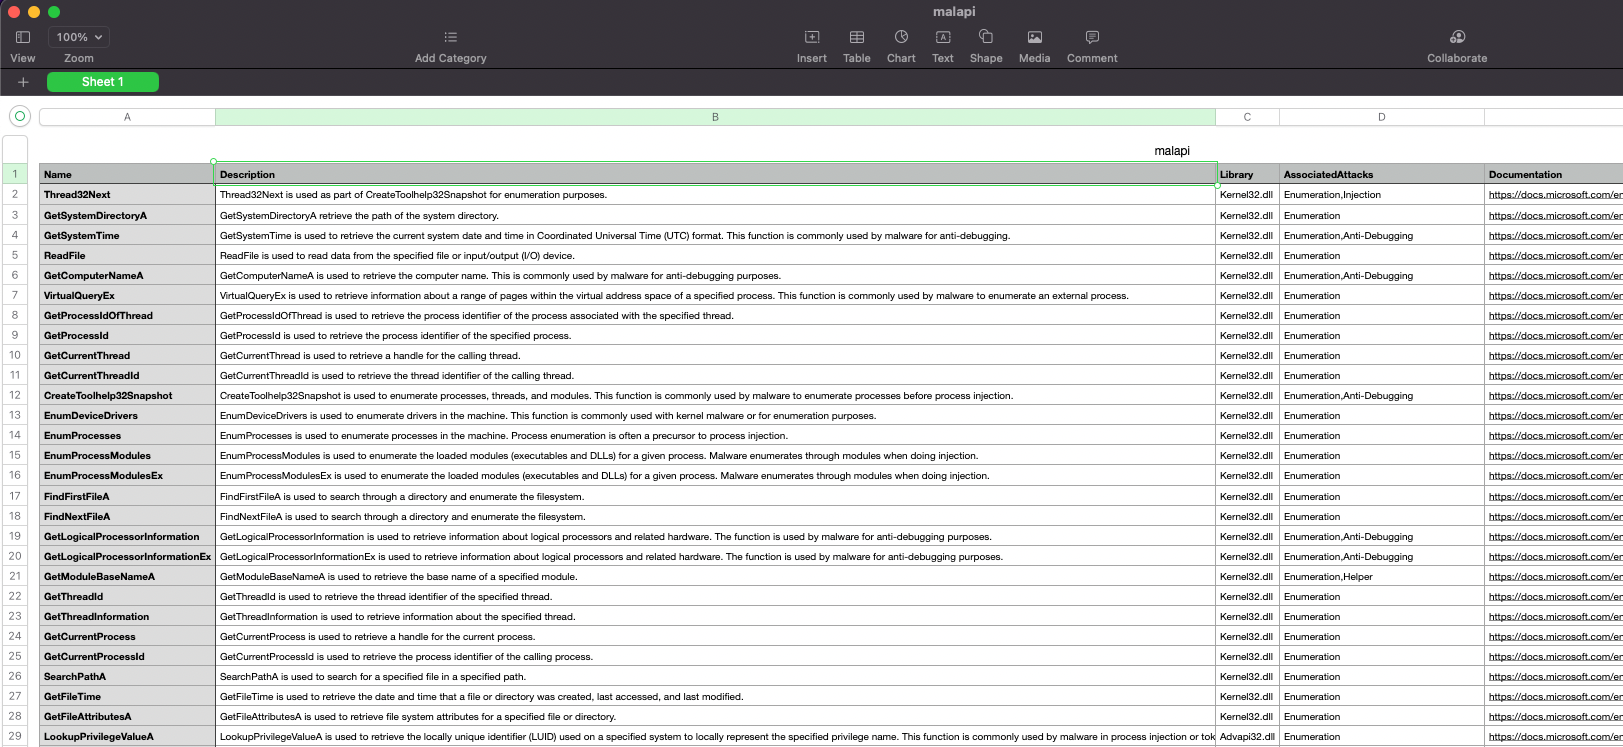 malapi
100%
View Zoom Add Category Insert Table Chart Text Shape Media Comment Collaborate
+ Sheet 1
A B C D
malapi
1 Name Description Library AssociatedAttacks Documentation
2 Thread32Next Thread32Next is used as part of CreateToolhelp32Snapshot for enumeration purposes. Kernel32.dll Enumeration,Injection https://docs.microsoft.com/en
3 GetSystemDirectoryA GetSystemDirectoryA retrieve the path of the system directory. Kernel32.dll Enumeration https://docs.microsoft.com/en
4 GetSystemTime GetSystemTime is used to retrieve the current system date and time in Coordinated Universal Time (UTC) format. This function is commonly used by malware for anti-debugging. Kernel32.dll Enumeration,Anti-Debugging https://docs.microsoft.com/en
5 ReadFile ReadFile is used to read data from the specified file or input/output (I/O) device. Kernel32.dll Enumeration https://docs.microsoft.com/en
6 GetComputerNameA GetComputerNameA is used to retrieve the computer name. This is commonly used by malware for anti-debugging purposes. Kernel32.dll Enumeration,Anti-Debugging https://docs.microsoft.com/en
7 VirtualQueryEx VirtualQueryEx is used to retrieve information about a range of pages within the virtual address space of a specified process. This function is commonly used by malware to enumerate an external process. Kernel32.dll Enumeration https://docs.microsoft.com/en
8 GetProcessIdOfThread GetProcessIdOfThread is used to retrieve the process identifier of the process associated with the specified thread. Kernel32.dll Enumeration https://docs.microsoft.com/en
9 GetProcessId GetProcessId is used to retrieve the process identifier of the specified process. Kernel32.dll Enumeration https://docs.microsoft.com/en
10 GetCurrentThread GetCurrentThread is used to retrieve a handle for the calling thread. Kernel32.dll Enumeration https://docs.microsoft.com/en
11 GetCurrentThreadId GetCurrentThreadId is used to retrieve the thread identifier of the calling thread. Kernel32.dll Enumeration https://docs.microsoft.com/en
12 CreateToolhelp32Snapshot CreateToolhelp32Snapshot is used to enumerate processes, threads, and modules. This function is commonly used by malware to enumerate processes before process injection. Kernel32.dll Enumeration,Anti-Debugging https://docs.microsoft.com/en
13 EnumDeviceDrivers EnumDeviceDrivers is used to enumerate drivers in the machine. This function is commonly used with kernel malware or for enumeration purposes. Kernel32.dll Enumeration https://docs.microsoft.com/en
14 EnumProcesses EnumProcesses is used to enumerate processes in the machine. Process enumeration is often a precursor to process injection. Kernel32.dll Enumeration https://docs.microsoft.com/en
15 EnumProcessModules EnumProcessModules is used to enumerate the loaded modules (executables and DLLs) for a given process. Malware enumerates through modules when doing injection. Kernel32.dll Enumeration https://docs.microsoft.com/en
16 EnumProcessModulesEx EnumProcessModulesEx is used to enumerate the loaded modules (executables and DLLs) for a given process. Malware enumerates through modules when doing injection. Kernel32.dll Enumeration https://docs.microsoft.com/en
17 FindFirstFileA FindFirstFileA is used to search through a directory and enumerate the filesystem. Kernel32.dll Enumeration https://docs.microsoft.com/en
18 FindNextFileA FindNextFileA is used to search through a directory and enumerate the filesystem. Kernel32.dll Enumeration https://docs.microsoft.com/en
19 GetLogicalProcessorInformation GetLogicalProcessorInformation is used to retrieve information about logical processors and related hardware. The function is used by malware for anti-debugging purposes. Kernel32.dll Enumeration,Anti-Debugging https://docs.microsoft.com/en
20 GetLogicalProcessorInformationEx GetLogicalProcessorInformationEx is used to retrieve information about logical processors and related hardware. The function is used by malware for anti-debugging purposes. Kernel32.dll Enumeration,Anti-Debugging https://docs.microsoft.com/en
21 GetModuleBaseNameA GetModuleBaseNameA is used to retrieve the base name of a specified module. Kernel32.dll Enumeration,Helper https://docs.microsoft.com/en
22 GetThreadId GetThreadId is used to retrieve the thread identifier of the specified thread. Kernel32.dll Enumeration https://docs.microsoft.com/en
23 GetThreadInformation GetThreadInformation is used to retrieve information about the specified thread. Kernel32.dll Enumeration https://docs.microsoft.com/en
24 GetCurrentProcess GetCurrentProcess is used to retrieve a handle for the current process. Kernel32.dll Enumeration https://docs.microsoft.com/en
25 GetCurrentProcessId GetCurrentProcessId is used to retrieve the process identifier of the calling process. Kernel32.dll Enumeration https://docs.microsoft.com/en
26 SearchPathA SearchPathA is used to search for a specified file in a specified path. Kernel32.dll Enumeration https://docs.microsoft.com/en
27 GetFileTime GetFileTime is used to retrieve the date and time that a file or directory was created, last accessed, and last modified. Kernel32.dll Enumeration https://docs.microsoft.com/en
28 GetFileAttributesA GetFileAttributesA is used to retrieve file system attributes for a specified file or directory. Kernel32.dll Enumeration https://docs.microsoft.com/en
29 LookupPrivilegeValueA LookupPrivilegeValueA is used to retrieve the locally unique identifier (LUID) used on a specified system to locally represent the specified privilege name. This function is commonly used by malware in process injection or tok Advapi32.dll Enumeration https://docs.microsoft.com/en